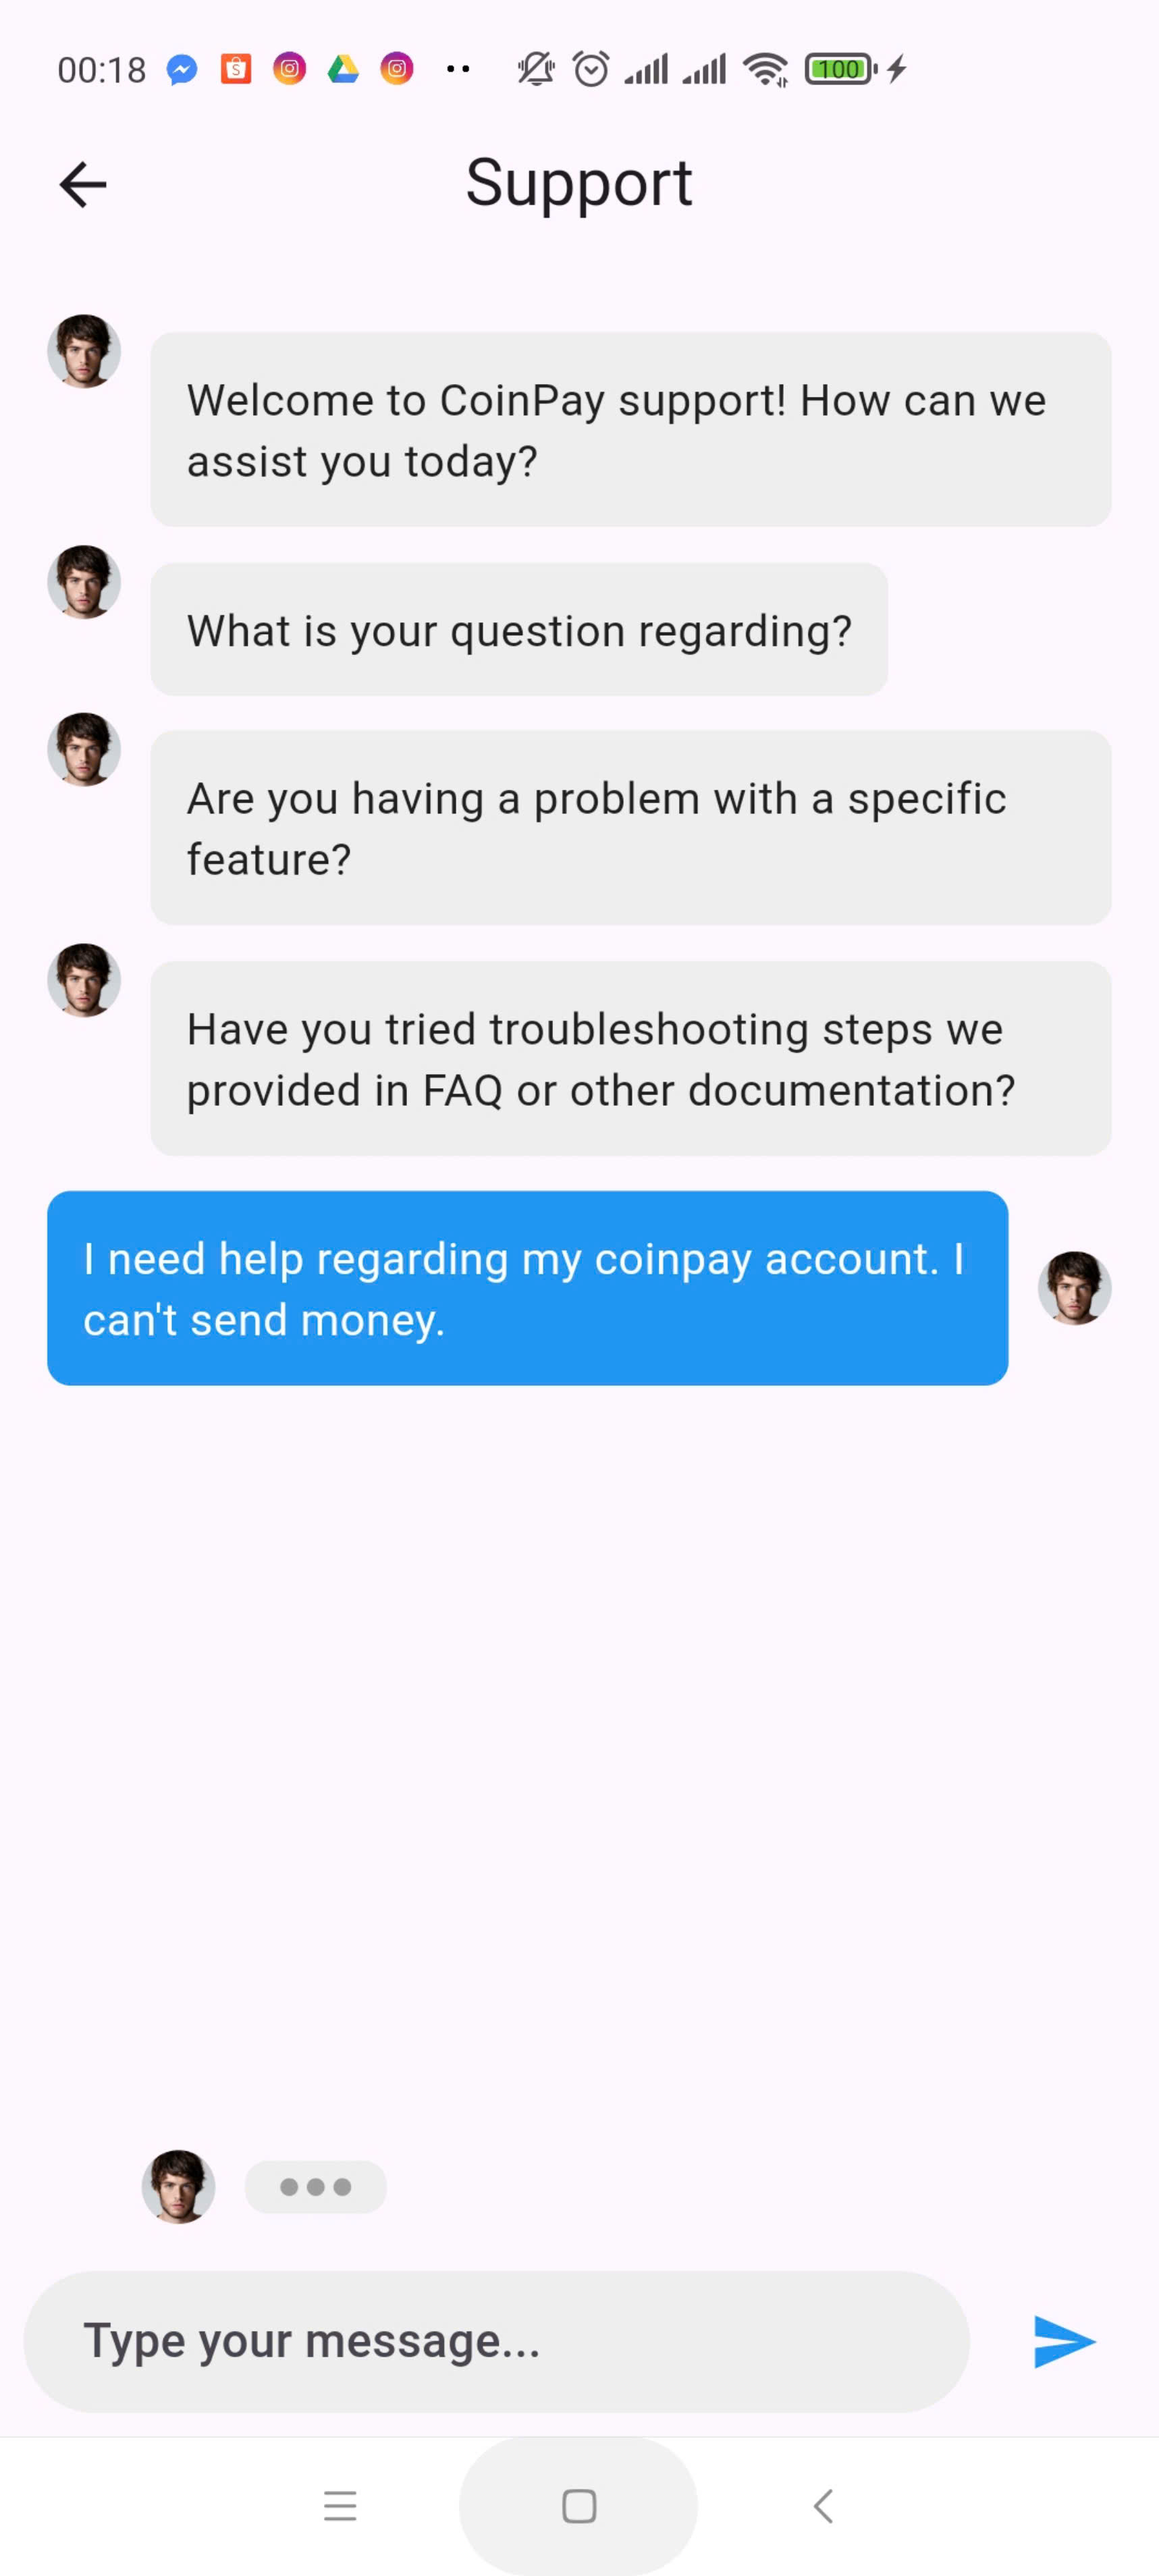 00:18
100
Support
Welcome to CoinPay support! How can we
assist you today?
What is your question regarding?
Are you having a problem with a specific
feature?
Have you tried troubleshooting steps we
provided in FAQ or other documentation?
I need help regarding my coinpay account. I
can't send money.
Type your message...